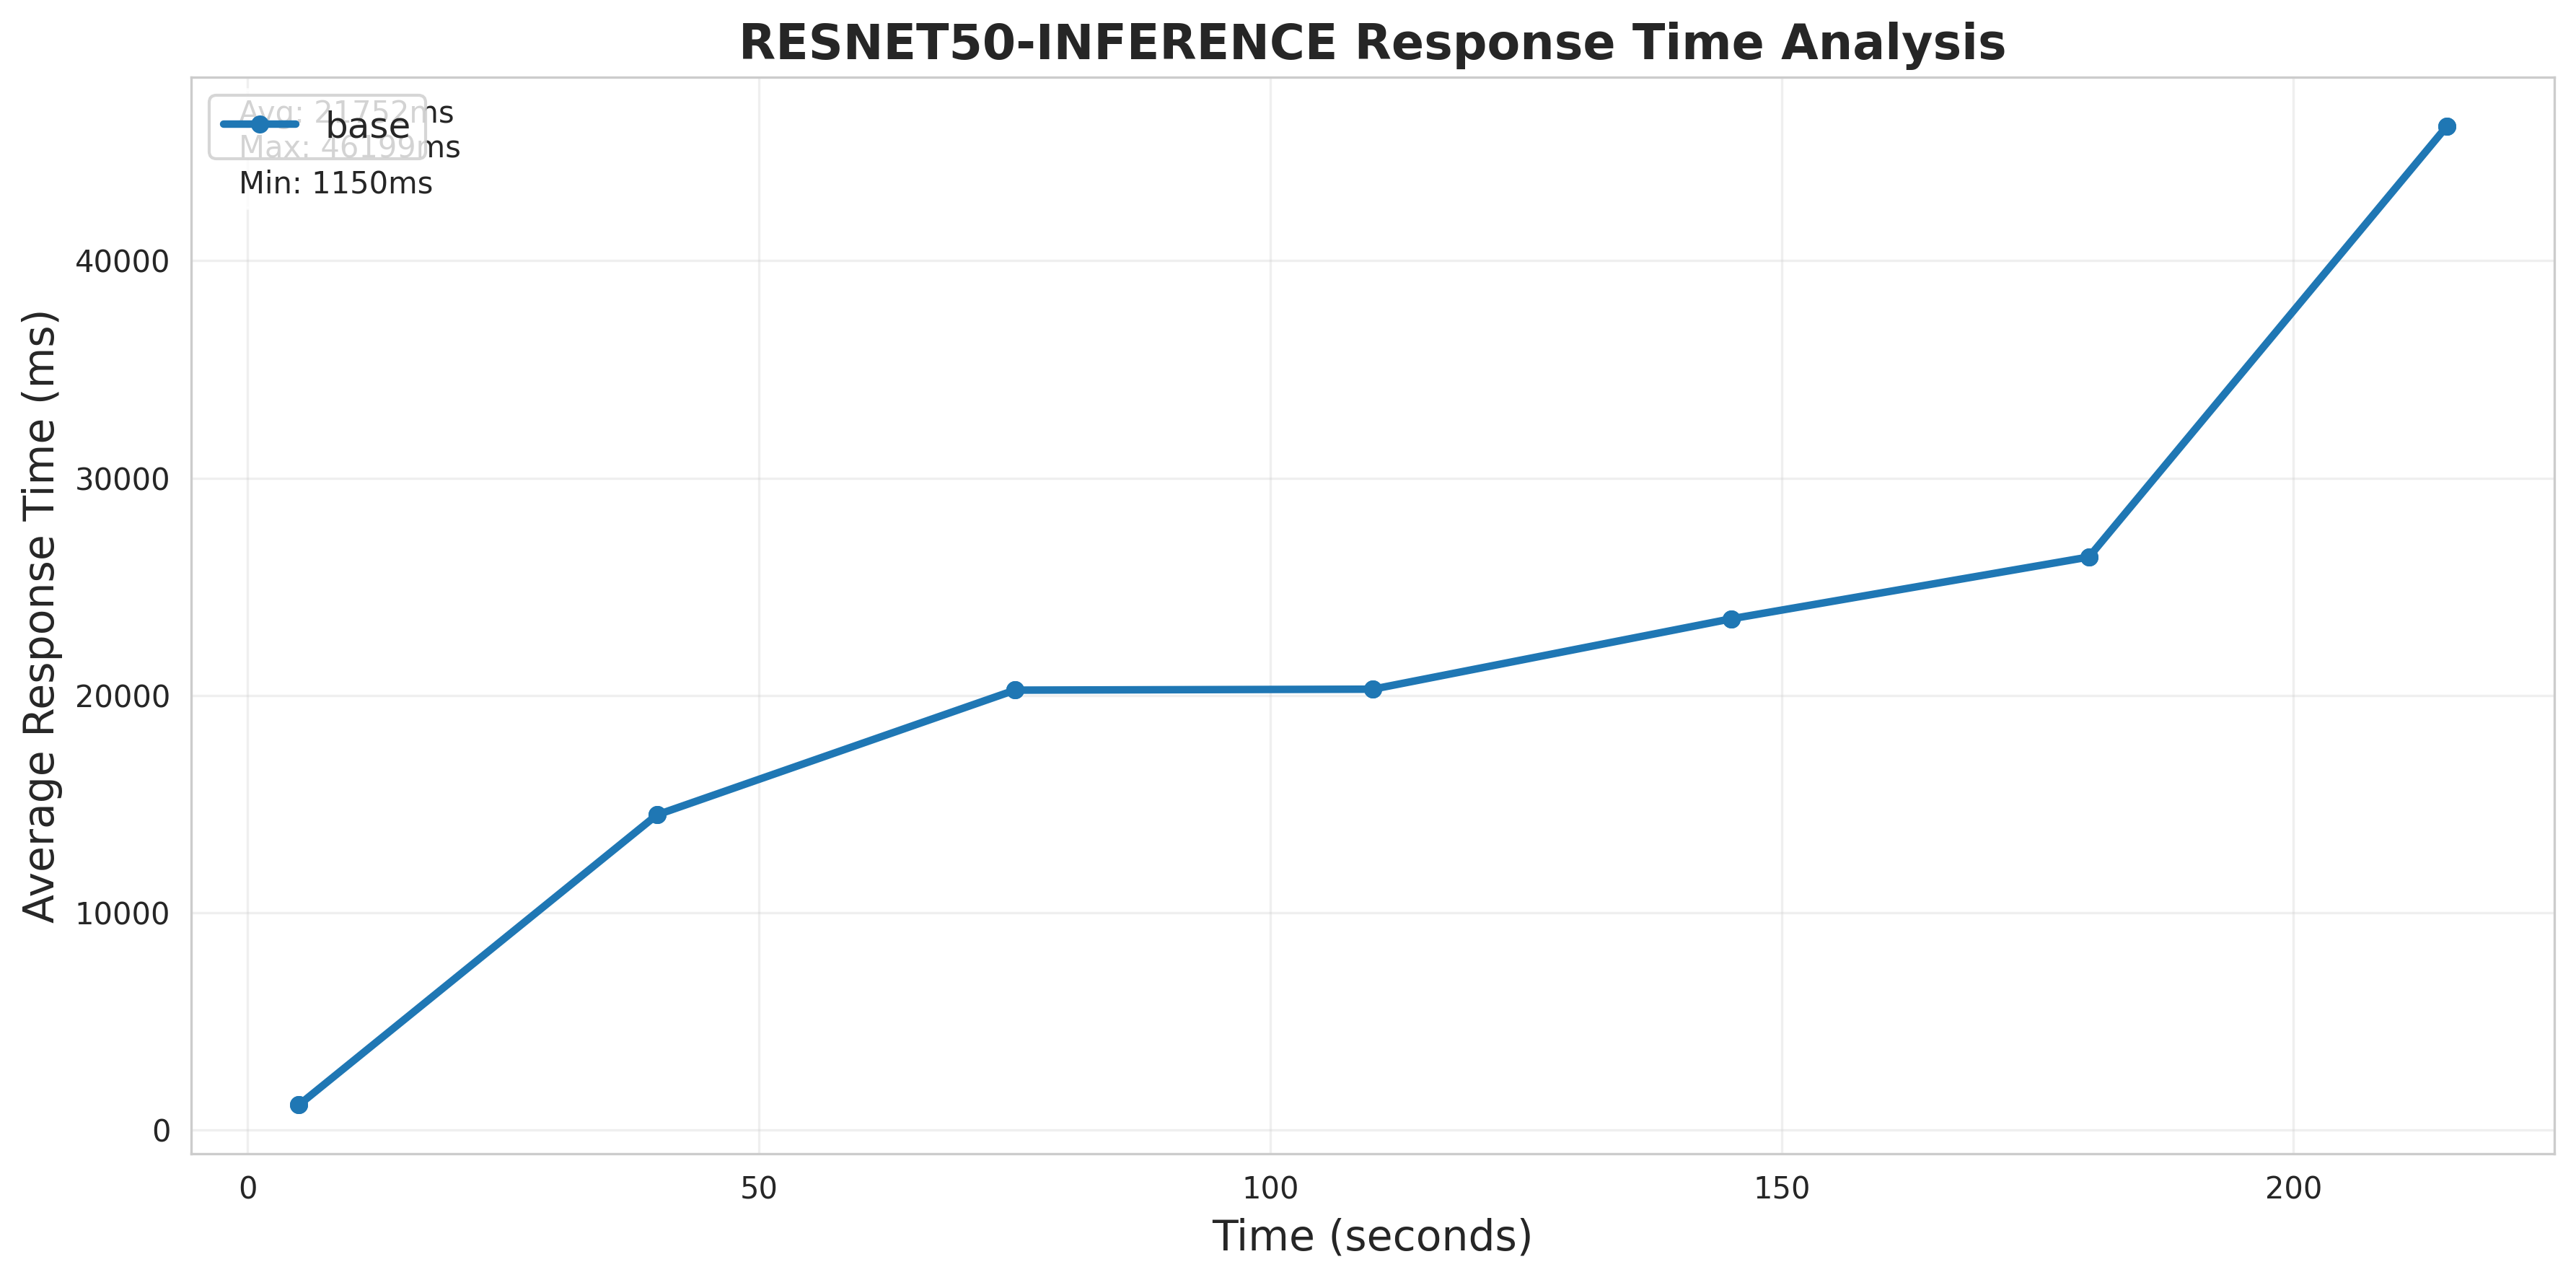 RESNET50-INFERENCE Response Time Analysis
Avg: 21752ms
base
Max: 46199ms
Min: 1150ms
Average Response Time (ms)
40000
30000
20000
10000
0
0 50 100 150 200
Time (seconds)